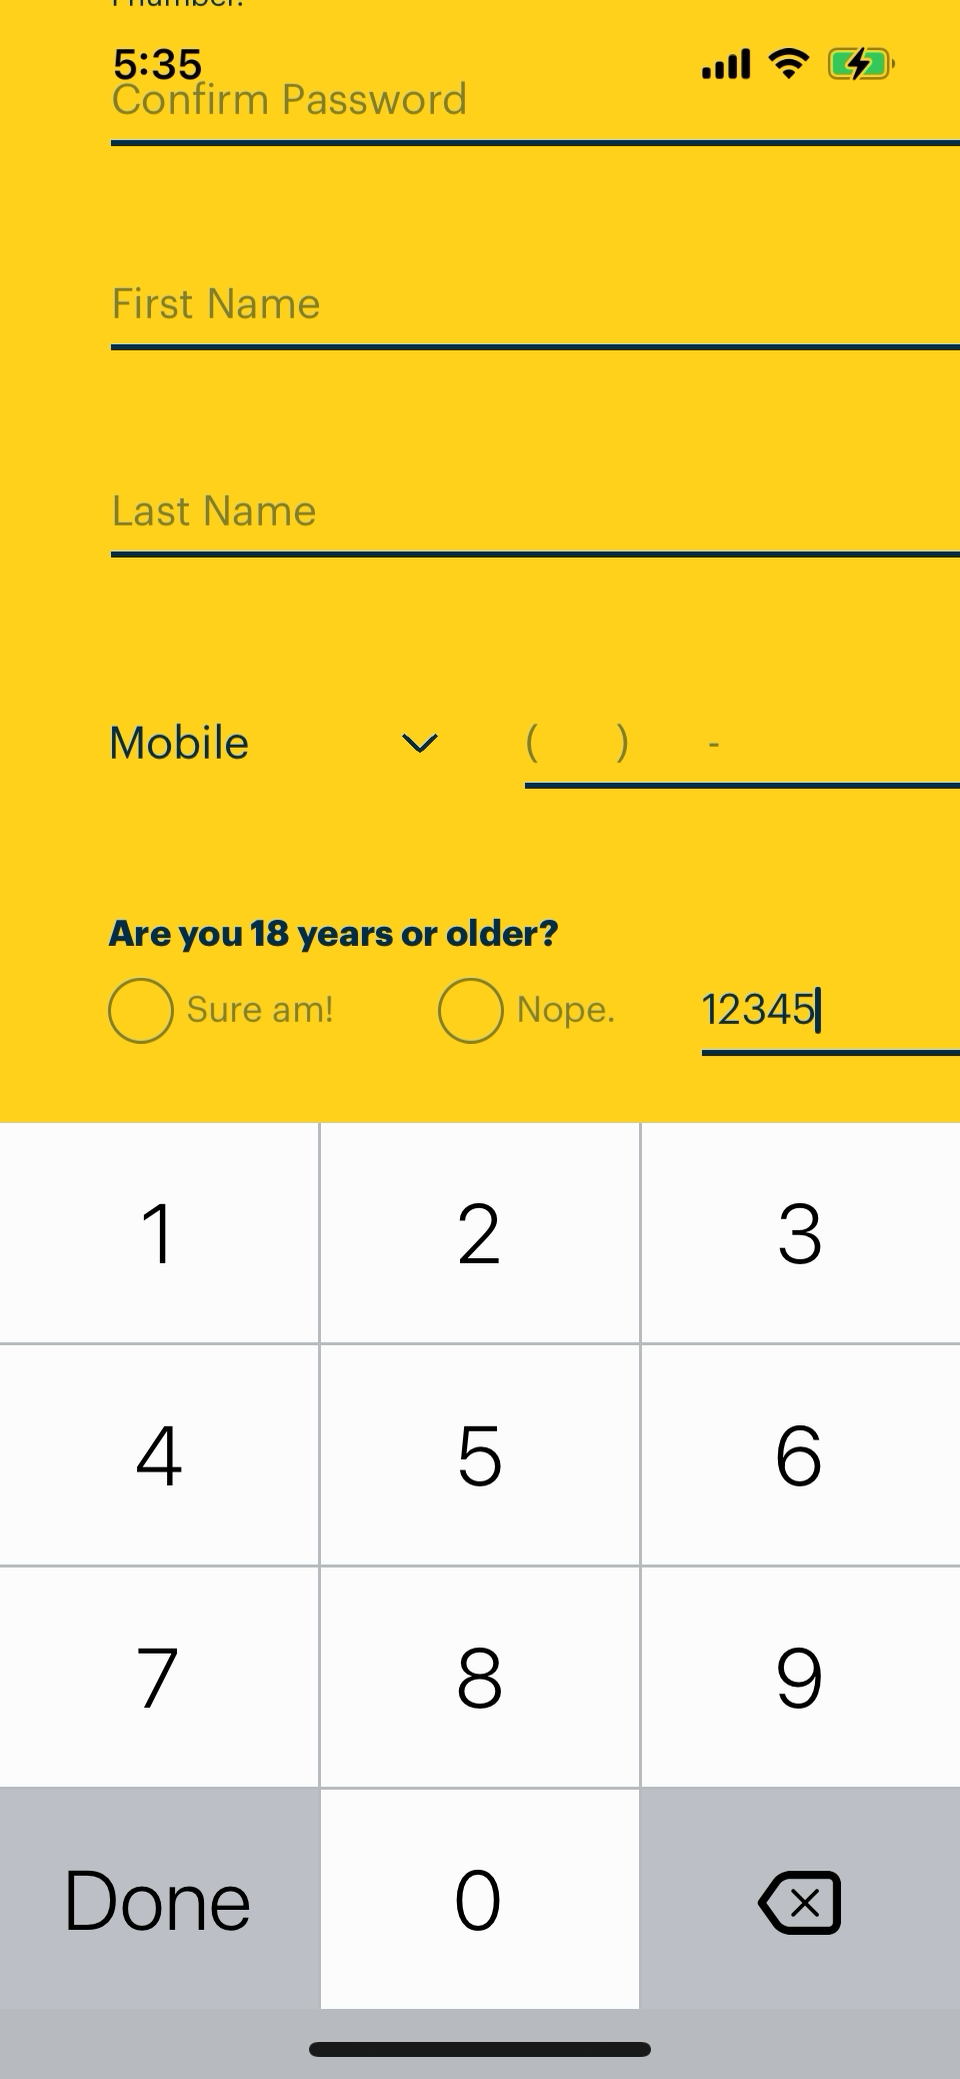 5:35
Confirm Password
First Name
Last Name
Mobile ( ) -
Are you 18 years or older?
Sure am! Nope. 12345
1 2 3
4 5 6
7 8 9
Done 0